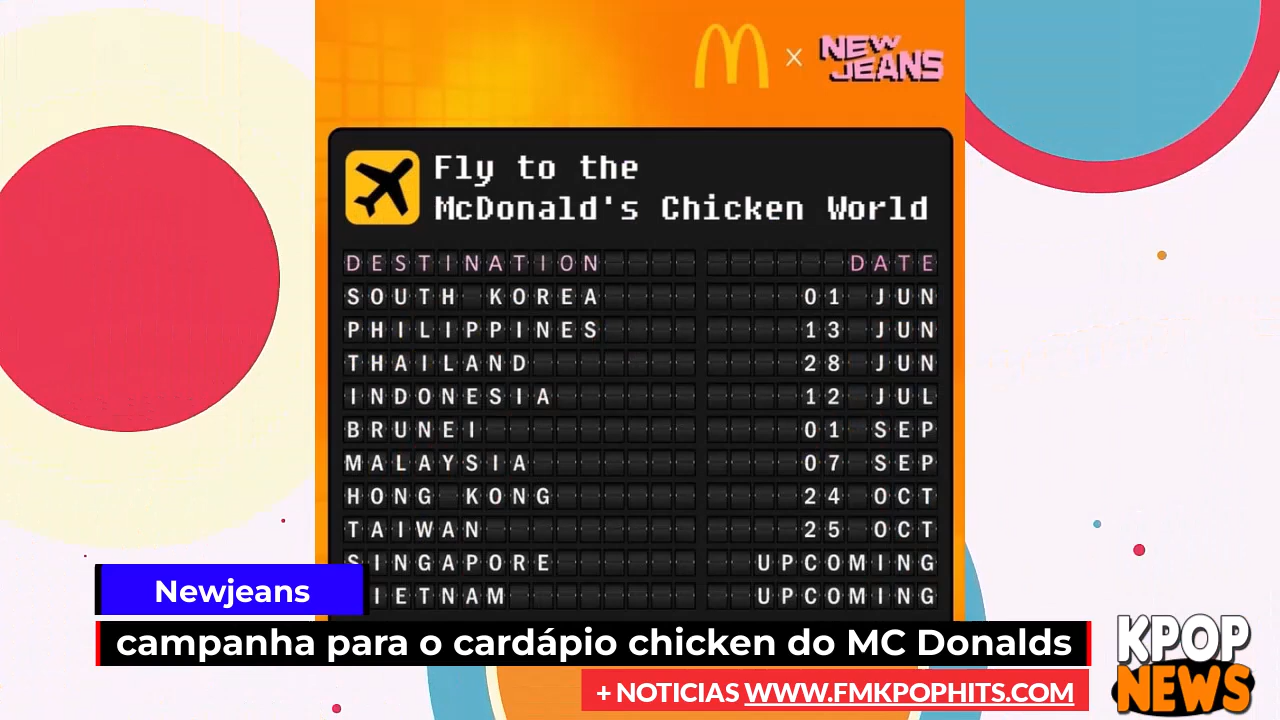 M x NEW JEANS
Fly to the
McDonald's Chicken World
DESTINATION DATE
SOUTH KOREA 01 JUN
PHILIPPINES 13 JUN
THAILAND 28 JUN
INDONESIA 12 JUL
BRUNEI 01 SEP
MALAYSIA 07 SEP
HONG KONG 24 OCT
TAIWAN 25 OCT
SINGAPORE UPCOMING
IETNAM UPCOMING
Newjeans
campanha para o cardápio chicken do MC Donalds
+ NOTICIAS WWW.FMKPOPHITS.COM
KPOP
NEWS